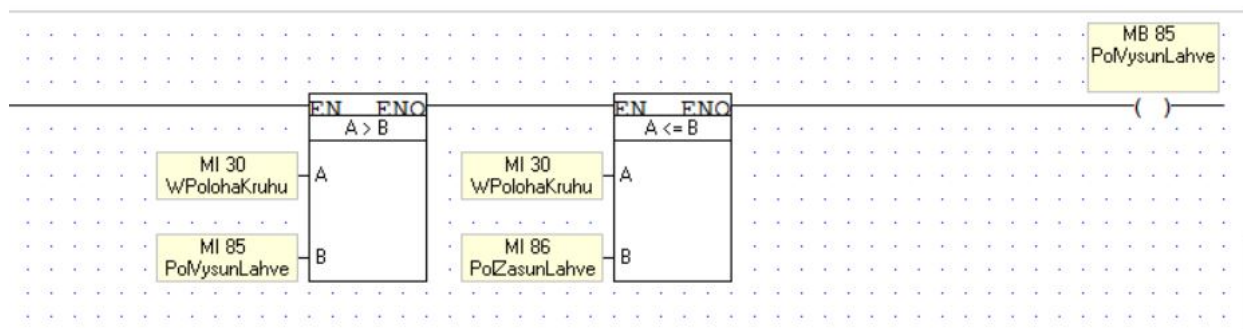 MB 85
PolVysunLahve
EN ENO
A > B
MI 30
WPolohaKruhu
A
MI 85
PolVysunLahve
B
EN ENO
A <= B
MI 30
WPolohaKruhu
A
MI 86
PolZasunLahve
B
( )